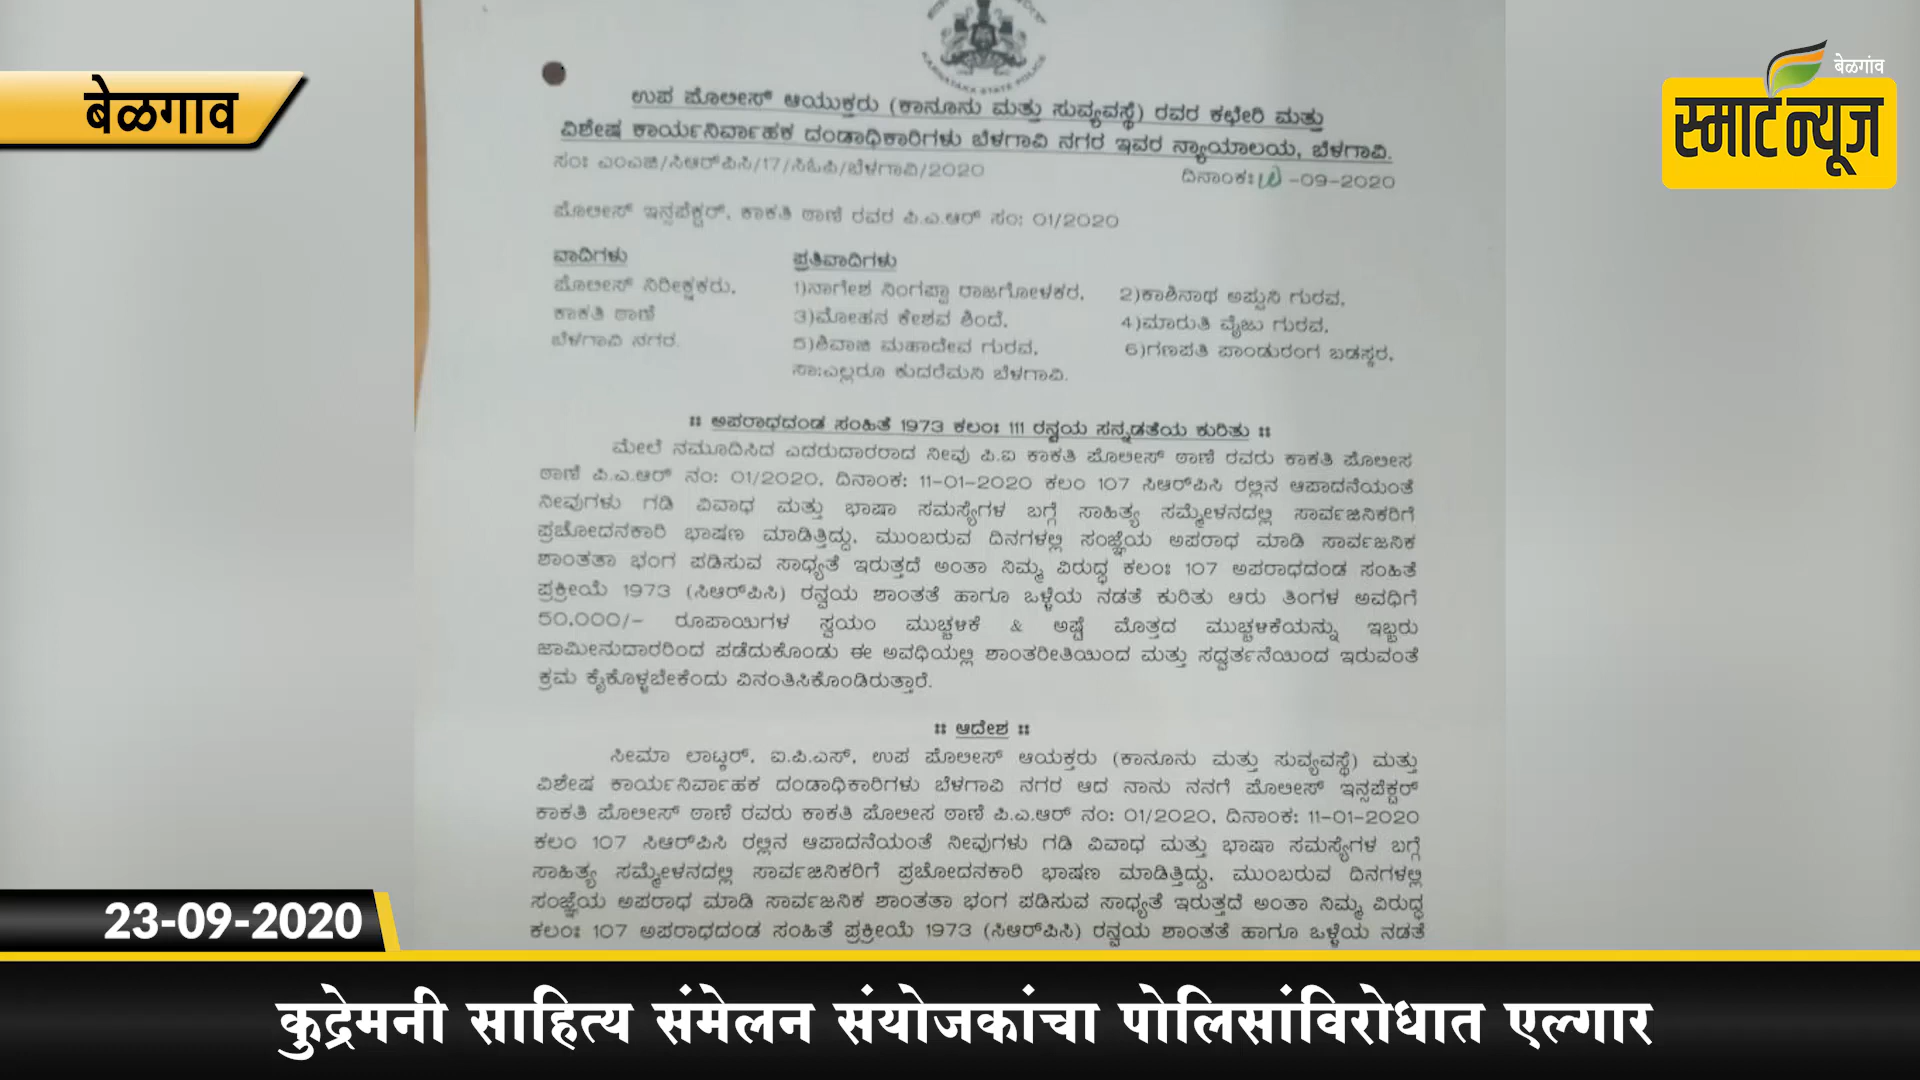 बेळगाव
बेळगांव
स्मार्ट न्यूज
KARNATAKA STATE POLICE
ಉಪ ಪೊಲೀಸ್ ಆಯುಕ್ತರು (ಕಾನೂನು ಮತ್ತು ಸುವ್ಯವಸ್ಥೆ) ರವರ ಕಛೇರಿ ಮತ್ತು
ವಿಶೇಷ ಕಾರ್ಯನಿರ್ವಾಹಕ ದಂಡಾಧಿಕಾರಿಗಳು ಬೆಳಗಾವಿ ನಗರ ಇವರ ನ್ಯಾಯಾಲಯ, ಬೆಳಗಾವಿ.
ಸಂ: ಎಂಎಜಿ/ಸಿಆರ್‌ಪಿಸಿ/17/ಸಿಓಪಿ/ಬೆಳಗಾವಿ/2020
ದಿನಾಂಕ: -09-2020
ಪೊಲೀಸ್ ಇನ್ಸಪೆಕ್ಟರ್, ಕಾಕತಿ ಠಾಣೆ ರವರ ಪಿ.ಎ.ಆರ್ ಸಂ: 01/2020
ವಾದಿಗಳು ಪ್ರತಿವಾದಿಗಳು
ಪೊಲೀಸ್ ನಿರೀಕ್ಷಕರು, 1)ನಾಗೇಶ ನಿಂಗಪ್ಪಾ ರಾಜಗೋಳಕರ, 2)ಕಾಶಿನಾಥ ಅಪ್ಪುನಿ ಗುರವ,
ಕಾಕತಿ ಠಾಣೆ 3)ಮೋಹನ ಕೇಶವ ಶಿಂದೆ, 4)ಮಾರುತಿ ವೈಜು ಗುರವ,
ಬೆಳಗಾವಿ ನಗರ. 5)ಶಿವಾಜಿ ಮಹಾದೇವ ಗುರವ, 6)ಗಣಪತಿ ಪಾಂಡುರಂಗ ಬಡಸ್ಕರ,
ಸಾ:ಎಲ್ಲರೂ ಕುದರೆಮನಿ ಬೆಳಗಾವಿ.
:: ಅಪರಾಧದಂಡ ಸಂಹಿತೆ 1973 ಕಲಂ: 111 ರನ್ವಯ ಸನ್ನಡತೆಯ ಕುರಿತು ::
ಮೇಲೆ ನಮೂದಿಸಿದ ಎದರುದಾರರಾದ ನೀವು ಪಿ.ಐ ಕಾಕತಿ ಪೊಲೀಸ್ ಠಾಣೆ ರವರು ಕಾಕತಿ ಪೊಲೀಸ
ಠಾಣೆ ಪಿ.ಎ.ಆರ್ ನಂ: 01/2020, ದಿನಾಂಕ: 11-01-2020 ಕಲಂ 107 ಸಿಆರ್‌ಪಿಸಿ ರಲ್ಲಿನ ಆಪಾದನೆಯಂತೆ
ನೀವುಗಳು ಗಡಿ ವಿವಾಧ ಮತ್ತು ಭಾಷಾ ಸಮಸ್ಯೆಗಳ ಬಗ್ಗೆ ಸಾಹಿತ್ಯ ಸಮ್ಮೇಳನದಲ್ಲಿ ಸಾರ್ವಜನಿಕರಿಗೆ
ಪ್ರಚೋದನಕಾರಿ ಭಾಷಣ ಮಾಡಿತ್ತಿದ್ದು, ಮುಂಬರುವ ದಿನಗಳಲ್ಲಿ ಸಂಜ್ಞೆಯ ಅಪರಾಧ ಮಾಡಿ ಸಾರ್ವಜನಿಕ
ಶಾಂತತಾ ಭಂಗ ಪಡಿಸುವ ಸಾಧ್ಯತೆ ಇರುತ್ತದೆ ಅಂತಾ ನಿಮ್ಮ ವಿರುದ್ಧ ಕಲಂ: 107 ಅಪರಾಧದಂಡ ಸಂಹಿತೆ
ಪ್ರಕ್ರೀಯೆ 1973 (ಸಿಆರ್‌ಪಿಸಿ) ರನ್ವಯ ಶಾಂತತೆ ಹಾಗೂ ಒಳ್ಳೆಯ ನಡತೆ ಕುರಿತು ಆರು ತಿಂಗಳ ಅವಧಿಗೆ
50,000/- ರೂಪಾಯಿಗಳ ಸ್ವಯಂ ಮುಚ್ಚಳಿಕೆ & ಅಷ್ಟೆ ಮೊತ್ತದ ಮುಚ್ಚಳಿಕೆಯನ್ನು ಇಬ್ಬರು
ಜಾಮೀನುದಾರರಿಂದ ಪಡೆದುಕೊಂಡು ಈ ಅವಧಿಯಲ್ಲಿ ಶಾಂತರೀತಿಯಿಂದ ಮತ್ತು ಸದ್ವರ್ತನೆಯಿಂದ ಇರುವಂತೆ
ಕ್ರಮ ಕೈಕೊಳ್ಳಬೇಕೆಂದು ವಿನಂತಿಸಿಕೊಂಡಿರುತ್ತಾರೆ.
:: ಆದೇಶ ::
ಸೀಮಾ ಲಾಟ್ಕರ್, ಐ.ಪಿ.ಎಸ್, ಉಪ ಪೊಲೀಸ್ ಆಯಕ್ತರು (ಕಾನೂನು ಮತ್ತು ಸುವ್ಯವಸ್ಥೆ) ಮತ್ತು
ವಿಶೇಷ ಕಾರ್ಯನಿರ್ವಾಹಕ ದಂಡಾಧಿಕಾರಿಗಳು ಬೆಳಗಾವಿ ನಗರ ಆದ ನಾನು ನನಗೆ ಪೊಲೀಸ್ ಇನ್ಸಪೆಕ್ಟರ್
ಕಾಕತಿ ಪೊಲೀಸ್ ಠಾಣೆ ರವರು ಕಾಕತಿ ಪೊಲೀಸ ಠಾಣೆ ಪಿ.ಎ.ಆರ್ ನಂ: 01/2020, ದಿನಾಂಕ: 11-01-2020
ಕಲಂ 107 ಸಿಆರ್‌ಪಿಸಿ ರಲ್ಲಿನ ಆಪಾದನೆಯಂತೆ ನೀವುಗಳು ಗಡಿ ವಿವಾಧ ಮತ್ತು ಭಾಷಾ ಸಮಸ್ಯೆಗಳ ಬಗ್ಗೆ
ಸಾಹಿತ್ಯ ಸಮ್ಮೇಳನದಲ್ಲಿ ಸಾರ್ವಜನಿಕರಿಗೆ ಪ್ರಚೋದನಕಾರಿ ಭಾಷಣ ಮಾಡಿತ್ತಿದ್ದು, ಮುಂಬರುವ ದಿನಗಳಲ್ಲಿ
ಸಂಜ್ಞೆಯ ಅಪರಾಧ ಮಾಡಿ ಸಾರ್ವಜನಿಕ ಶಾಂತತಾ ಭಂಗ ಪಡಿಸುವ ಸಾಧ್ಯತೆ ಇರುತ್ತದೆ ಅಂತಾ ನಿಮ್ಮ ವಿರುದ್ಧ
ಕಲಂ: 107 ಅಪರಾಧದಂಡ ಸಂಹಿತೆ ಪ್ರಕ್ರೀಯೆ 1973 (ಸಿಆರ್‌ಪಿಸಿ) ರನ್ವಯ ಶಾಂತತೆ ಹಾಗೂ ಒಳ್ಳೆಯ ನಡತೆ
23-09-2020
कुद्रेमनी साहित्य संमेलन संयोजकांचा पोलिसांविरोधात एल्गार